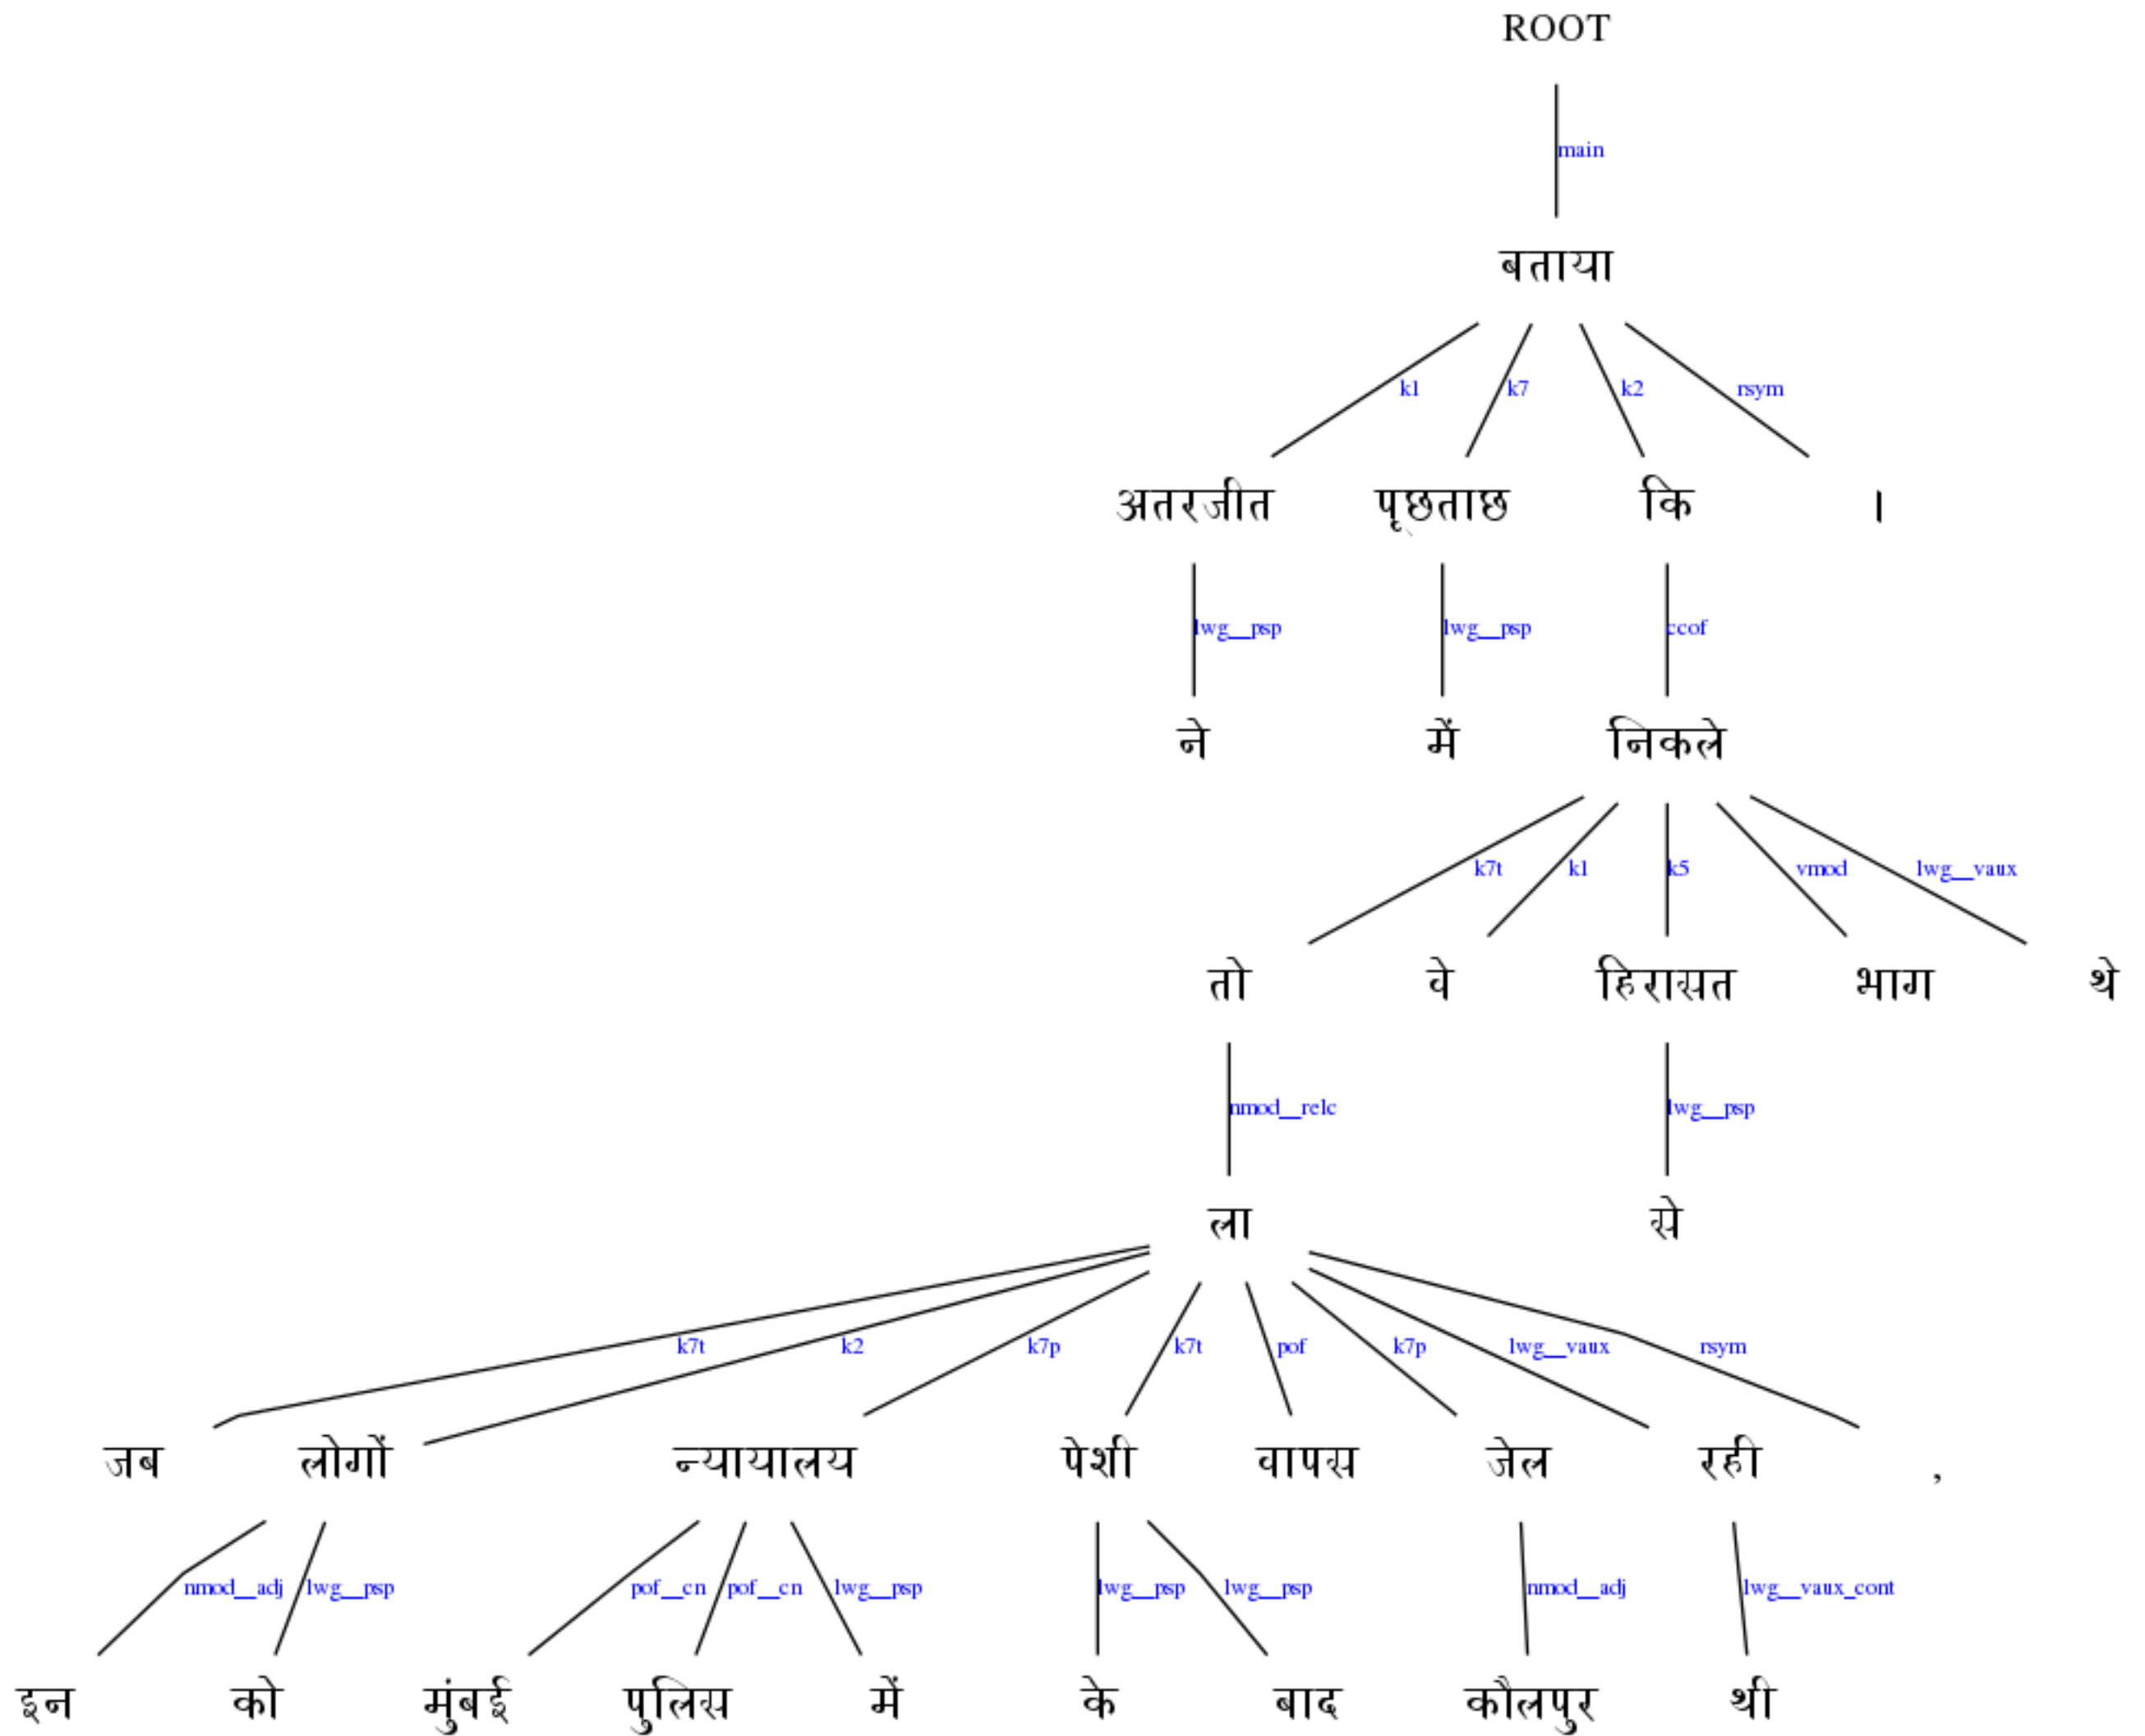 ROOT
main
बताया
k1 k7 k2 rsym
अतरजीत पूछताछ कि ।
lwg__psp lwg__psp ccof
ने में निकले
k7t k1 k5 vmod lwg__vaux
तो वे हिरासत भाग थे
nmod__relc lwg__psp
ला से
k7t k2 k7p k7t pof k7p lwg__vaux rsym
जब लोगों न्यायालय पेशी वापस जेल रही ,
nmod__adj lwg__psp pof__cn pof__cn lwg__psp lwg__psp lwg__psp nmod__adj lwg__vaux_cont
इन को मुंबई पुलिस में के बाद कौलपुर थी